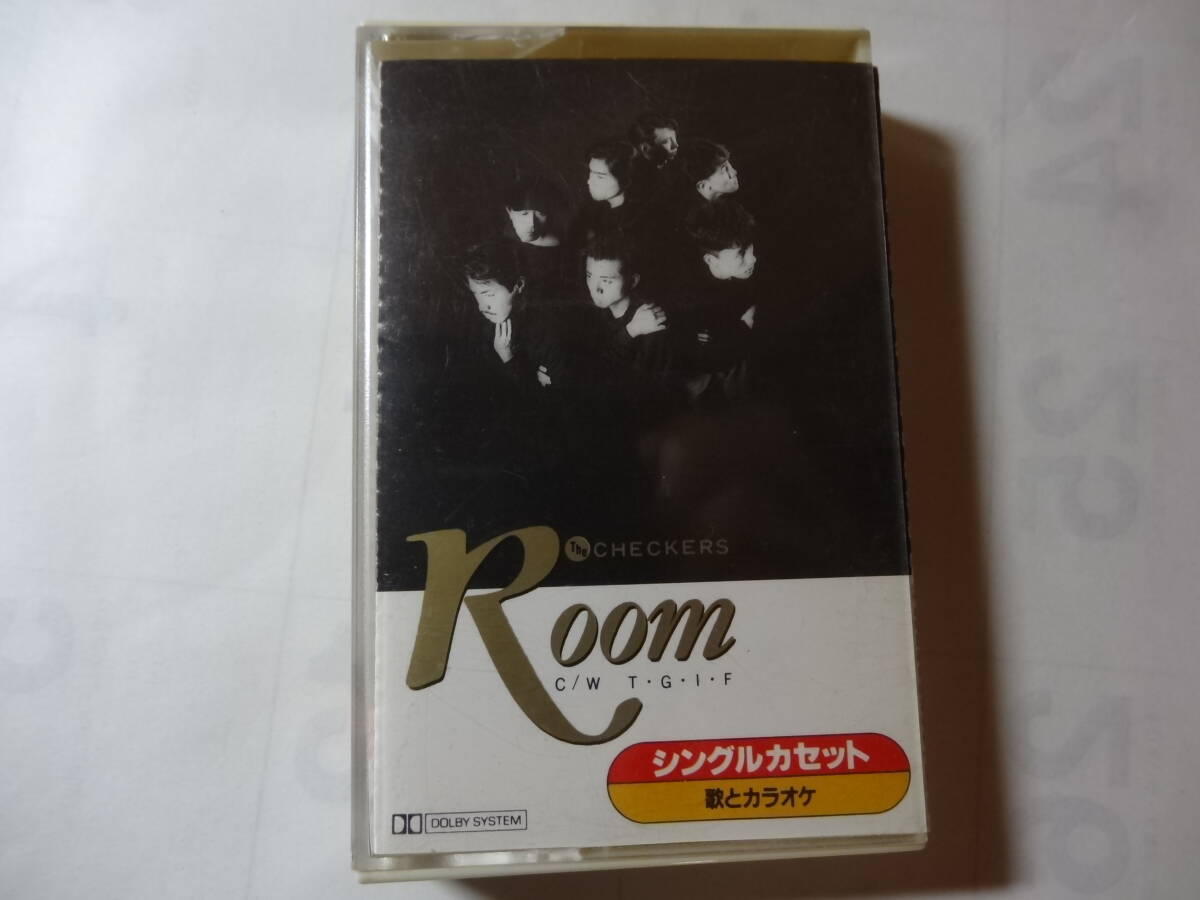 The CHECKERS
Room
C/W T・G・I・F
シングルカセット
歌とカラオケ
DOLBY SYSTEM